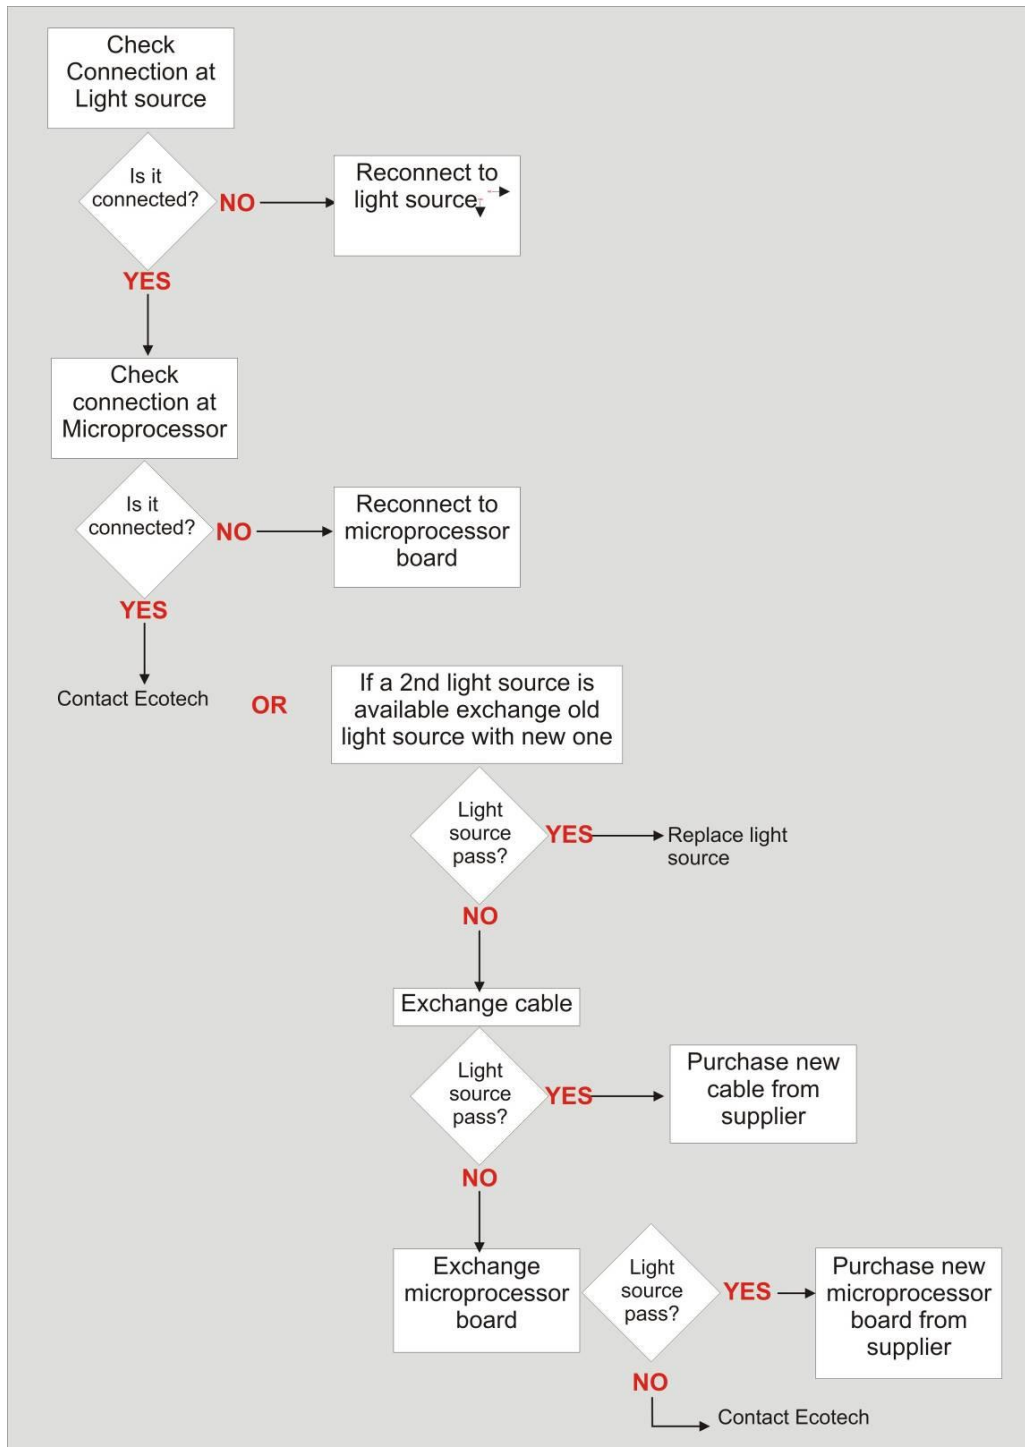 Check
Connection at
Light source
Is it
connected?
NO
Reconnect to
light source
YES
Check
connection at
Microprocessor
Is it
connected?
NO
Reconnect to
microprocessor
board
YES
Contact Ecotech
OR
If a 2nd light source is
available exchange old
light source with new one
Light
source
pass?
YES
Replace light
source
NO
Exchange cable
Light
source
pass?
YES
Purchase new
cable from
supplier
NO
Exchange
microprocessor
board
Light
source
pass?
YES
Purchase new
microprocessor
board from
supplier
NO
Contact Ecotech